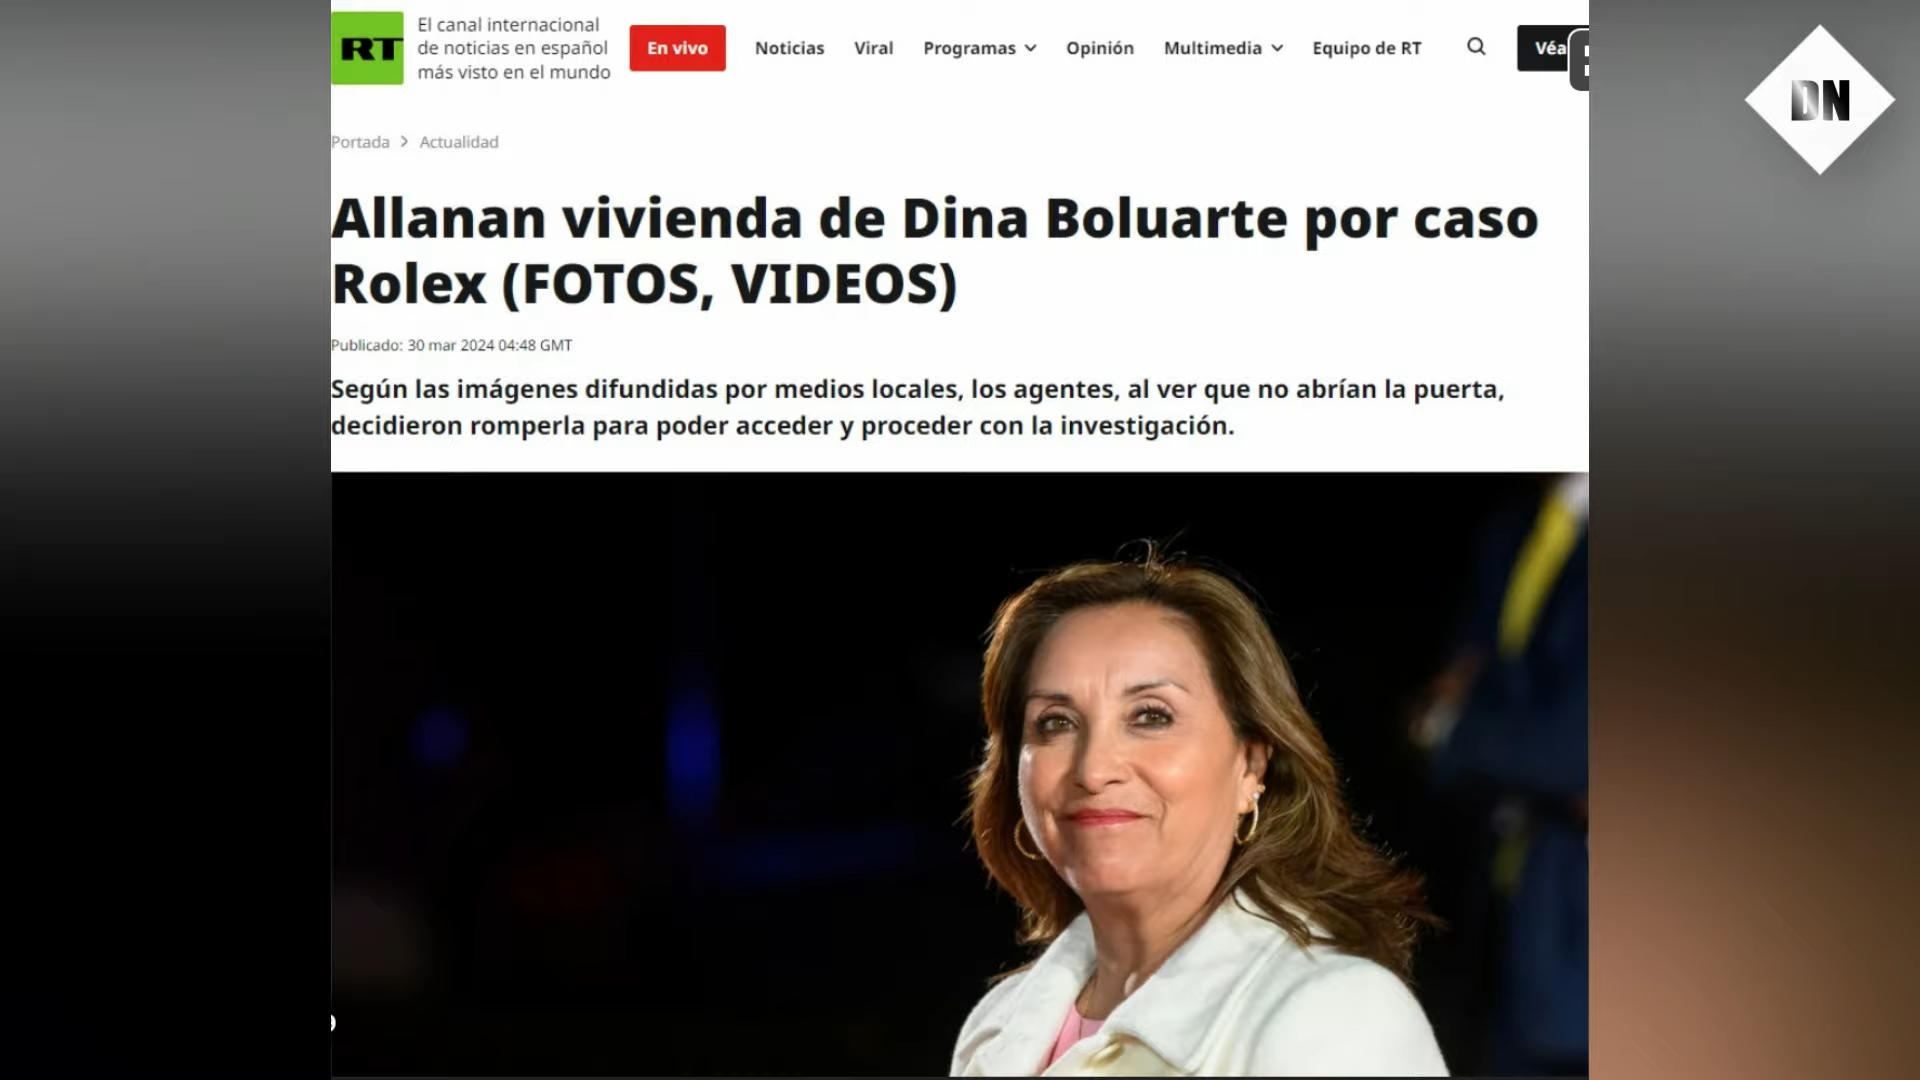 RT
El canal internacional
de noticias en español
más visto en el mundo
En vivo
Noticias
Viral
Programas
Opinión
Multimedia
Equipo de RT
DN
Portada > Actualidad
Allanan vivienda de Dina Boluarte por caso
Rolex (FOTOS, VIDEOS)
Publicado: 30 mar 2024 04:48 GMT
Según las imágenes difundidas por medios locales, los agentes, al ver que no abrían la puerta,
decidieron romperla para poder acceder y proceder con la investigación.